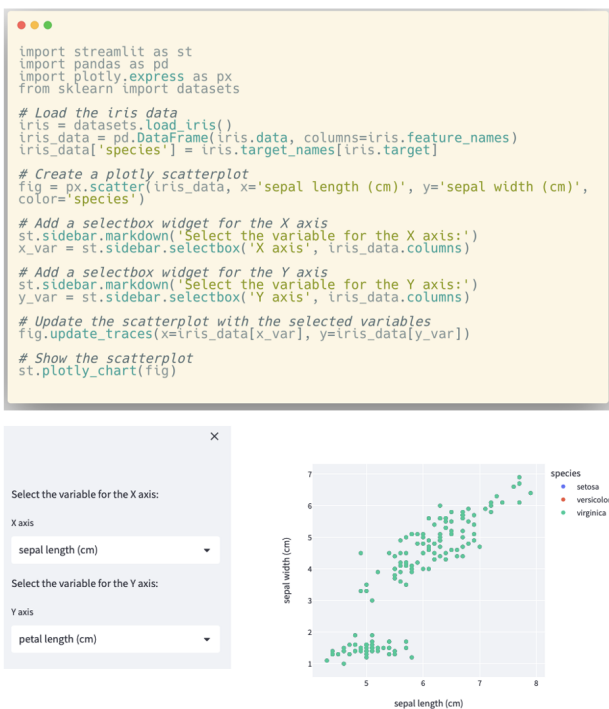 import streamlit as st
import pandas as pd
import plotly.express as px
from sklearn import datasets
# Load the iris data
iris = datasets.load_iris()
iris_data = pd.DataFrame(iris.data, columns=iris.feature_names)
iris_data['species'] = iris.target_names[iris.target]
# Create a plotly scatterplot
fig = px.scatter(iris_data, x='sepal length (cm)', y='sepal width (cm)',
color='species')
# Add a selectbox widget for the X axis
st.sidebar.markdown('Select the variable for the X axis:')
x_var = st.sidebar.selectbox('X axis', iris_data.columns)
# Add a selectbox widget for the Y axis
st.sidebar.markdown('Select the variable for the Y axis:')
y_var = st.sidebar.selectbox('Y axis', iris_data.columns)
# Update the scatterplot with the selected variables
fig.update_traces(x=iris_data[x_var], y=iris_data[y_var])
# Show the scatterplot
st.plotly_chart(fig)
Select the variable for the X axis:
X axis
sepal length (cm)
Select the variable for the Y axis:
Y axis
petal length (cm)
sepal width (cm)
7
6
5
4
3
2
1
5
6
7
8
sepal length (cm)
species
setosa
versicolor
virginica